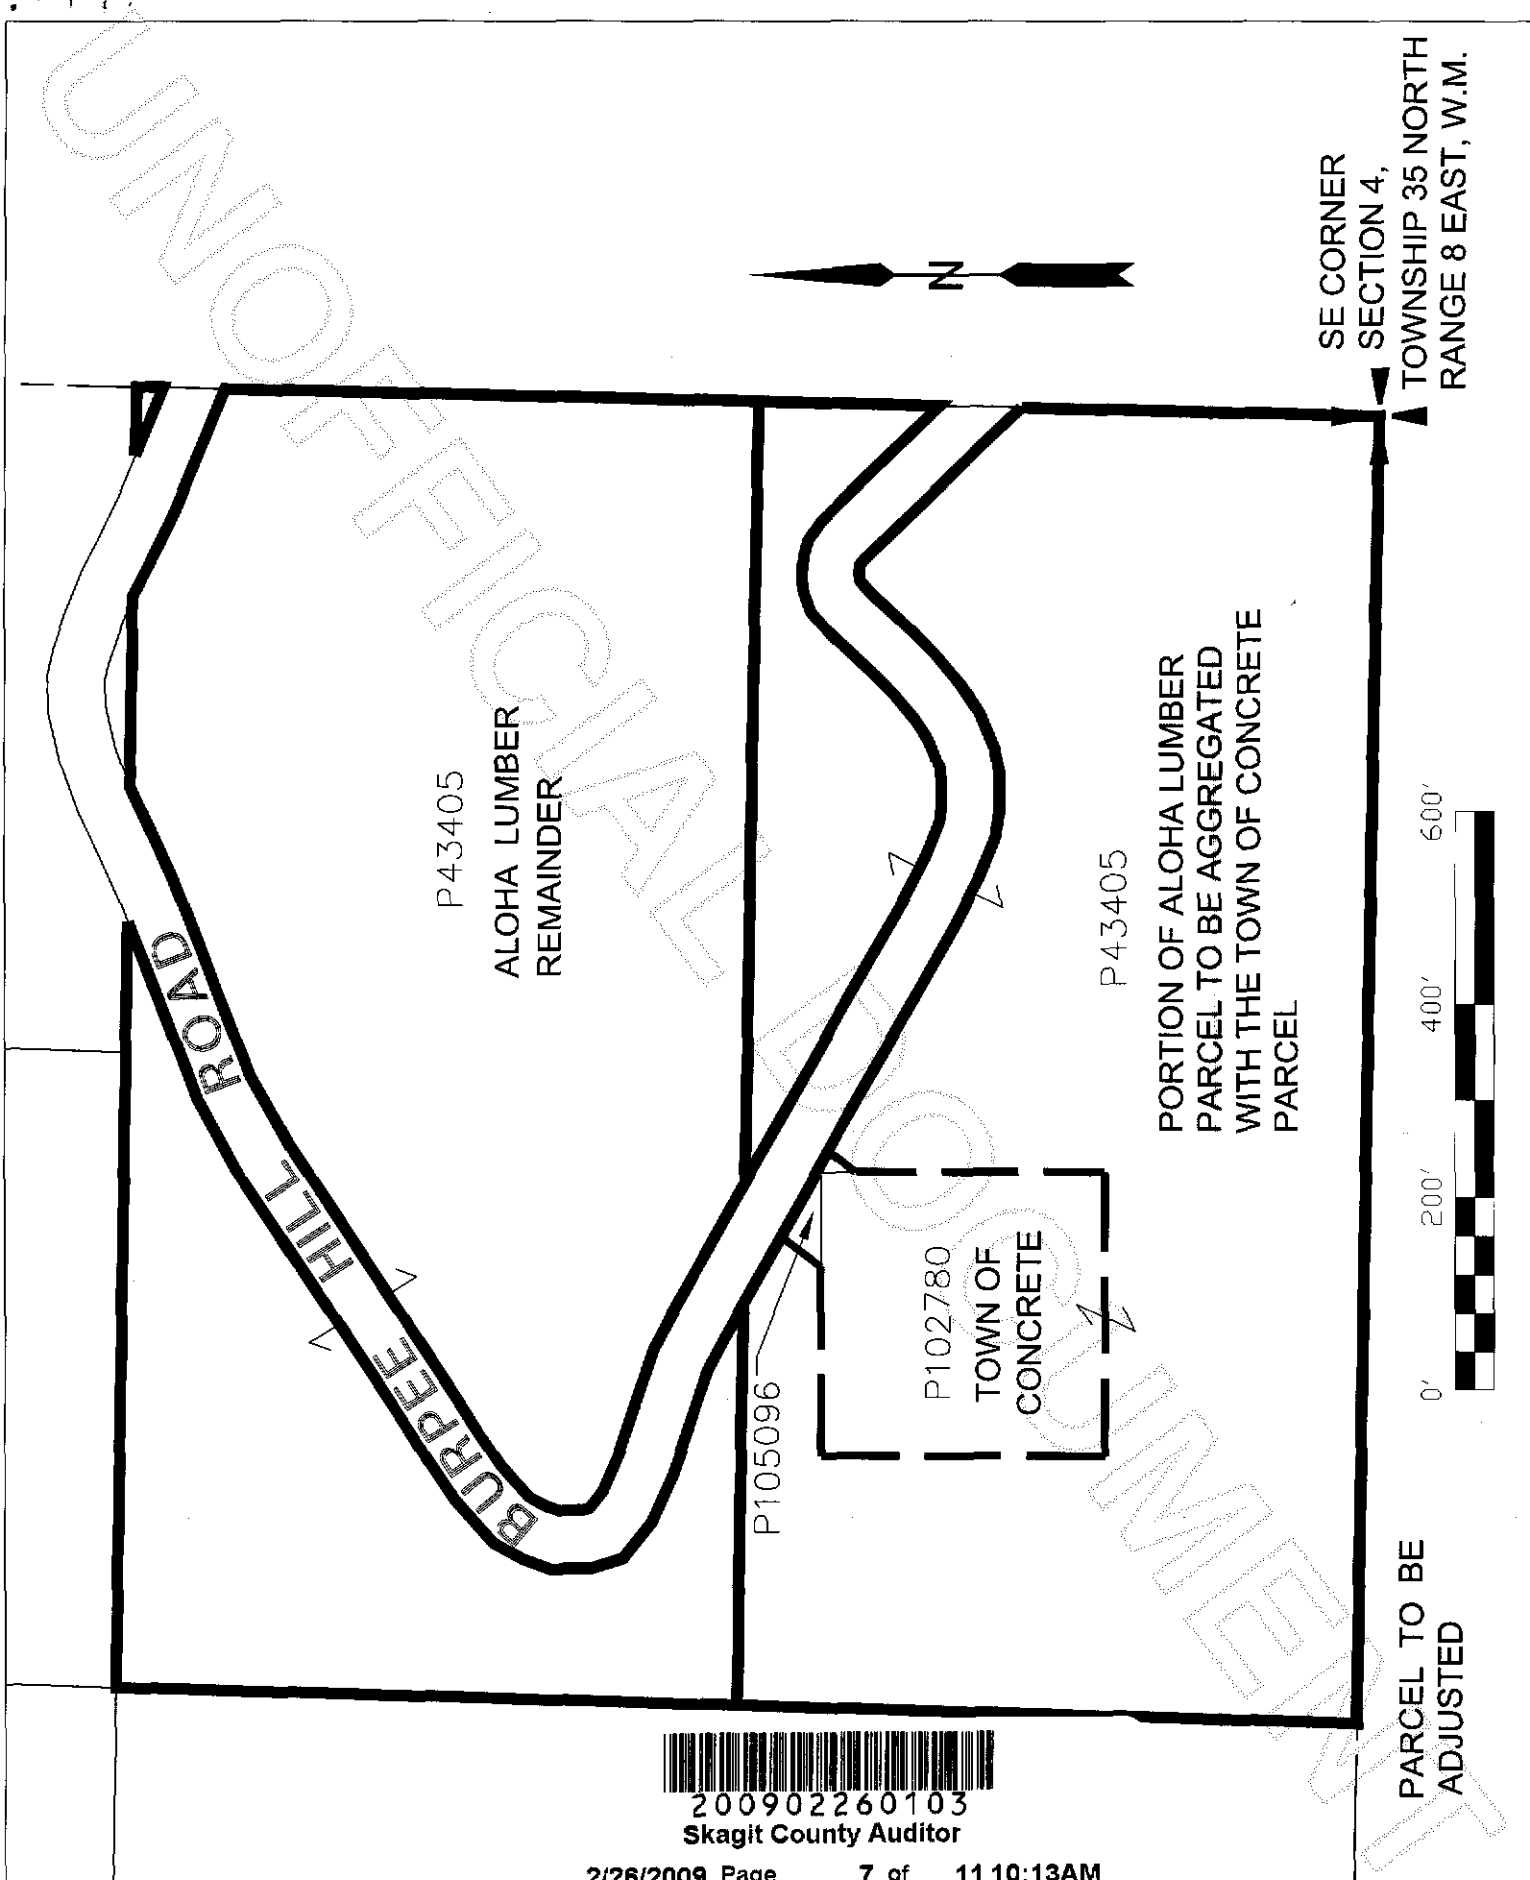 UNOFFICIAL DOCUMENT
SE CORNER
SECTION 4,
TOWNSHIP 35 NORTH
RANGE 8 EAST, W.M.
N
P43405
ALOHA LUMBER
REMAINDER
BURPEE HILL ROAD
P43405
PORTION OF ALOHA LUMBER
PARCEL TO BE AGGREGATED
WITH THE TOWN OF CONCRETE
PARCEL
P105096
P102780
TOWN OF
CONCRETE
0' 200' 400' 600'
PARCEL TO BE
ADJUSTED
200902260103
Skagit County Auditor
2/26/2009 Page 7 of 11 10:13AM